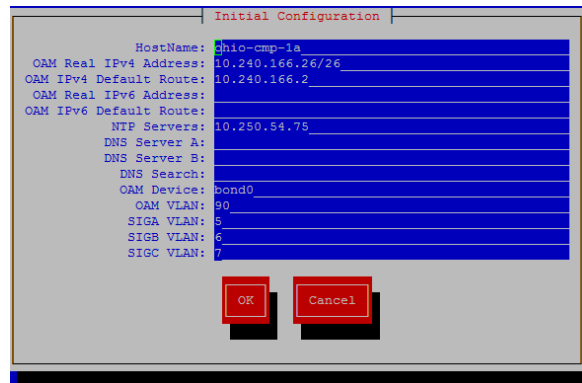 Initial Configuration
HostName: ohio-cmp-1a
OAM Real IPv4 Address: 10.240.166.26/26
OAM IPv4 Default Route: 10.240.166.2
OAM Real IPv6 Address:
OAM IPv6 Default Route:
NTP Servers: 10.250.54.75
DNS Server A:
DNS Server B:
DNS Search:
OAM Device: bond0
OAM VLAN: 90
SIGA VLAN: 5
SIGB VLAN: 6
SIGC VLAN: 7
OK Cancel